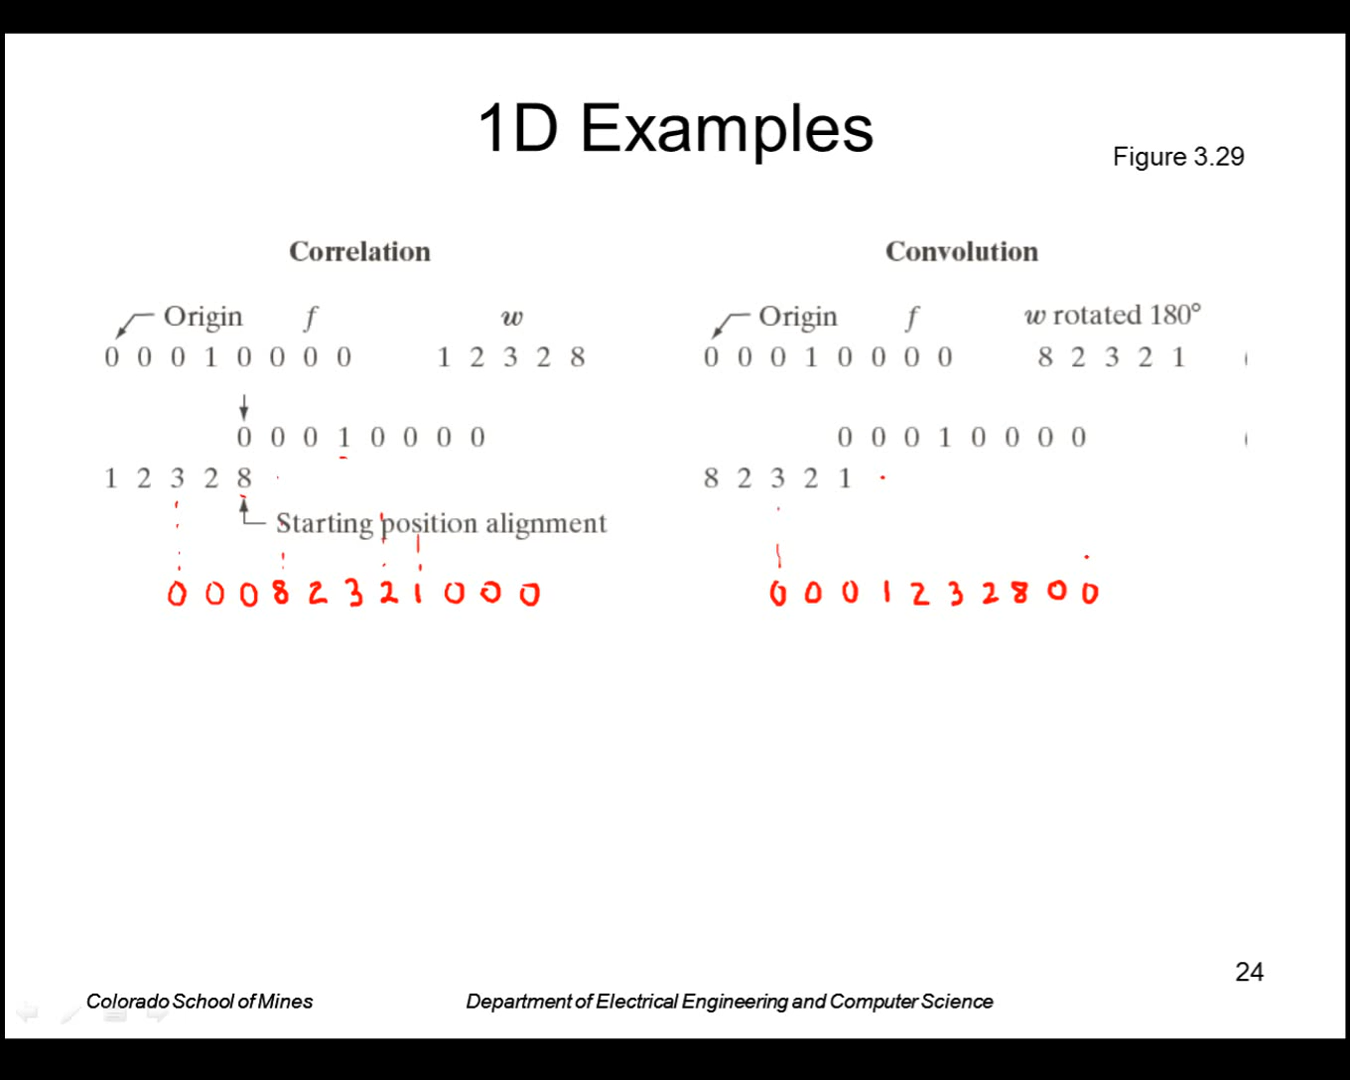 1D Examples
Figure 3.29
Correlation
Origin f w
0 0 0 1 0 0 0 0 1 2 3 2 8
0 0 0 1 0 0 0 0
1 2 3 2 8
Starting position alignment
0 0 0 8 2 3 2 1 0 0 0
Convolution
Origin f w rotated 180°
0 0 0 1 0 0 0 0 8 2 3 2 1
0 0 0 1 0 0 0 0
8 2 3 2 1
0 0 0 1 2 3 2 8 0 0
24
Colorado School of Mines
Department of Electrical Engineering and Computer Science